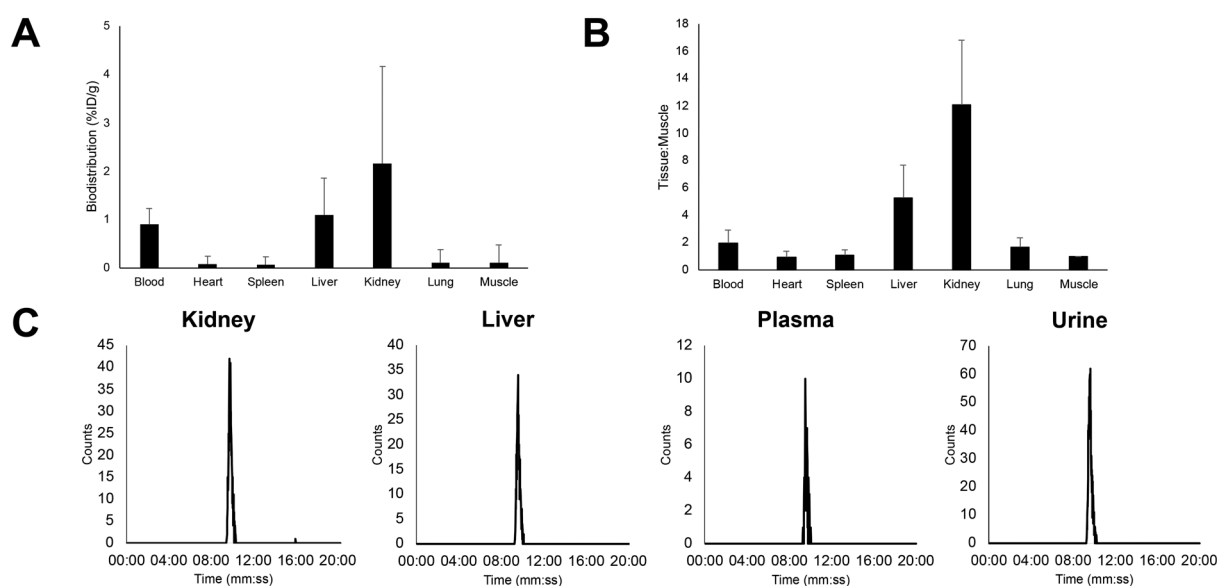 A
Biodistribution (%ID/g)
5
4
3
2
1
0
Blood Heart Spleen Liver Kidney Lung Muscle
B
Tissue:Muscle
18
16
14
12
10
8
6
4
2
0
Blood Heart Spleen Liver Kidney Lung Muscle
C
Kidney
Counts
45
40
35
30
25
20
15
10
5
0
00:00 04:00 08:00 12:00 16:00 20:00
Time (mm:ss)
Liver
Counts
40
35
30
25
20
15
10
5
0
00:00 04:00 08:00 12:00 16:00 20:00
Time (mm:ss)
Plasma
Counts
12
10
8
6
4
2
0
00:00 04:00 08:00 12:00 16:00 20:00
Time (mm:ss)
Urine
Counts
70
60
50
40
30
20
10
0
00:00 04:00 08:00 12:00 16:00 20:00
Time (mm:ss)